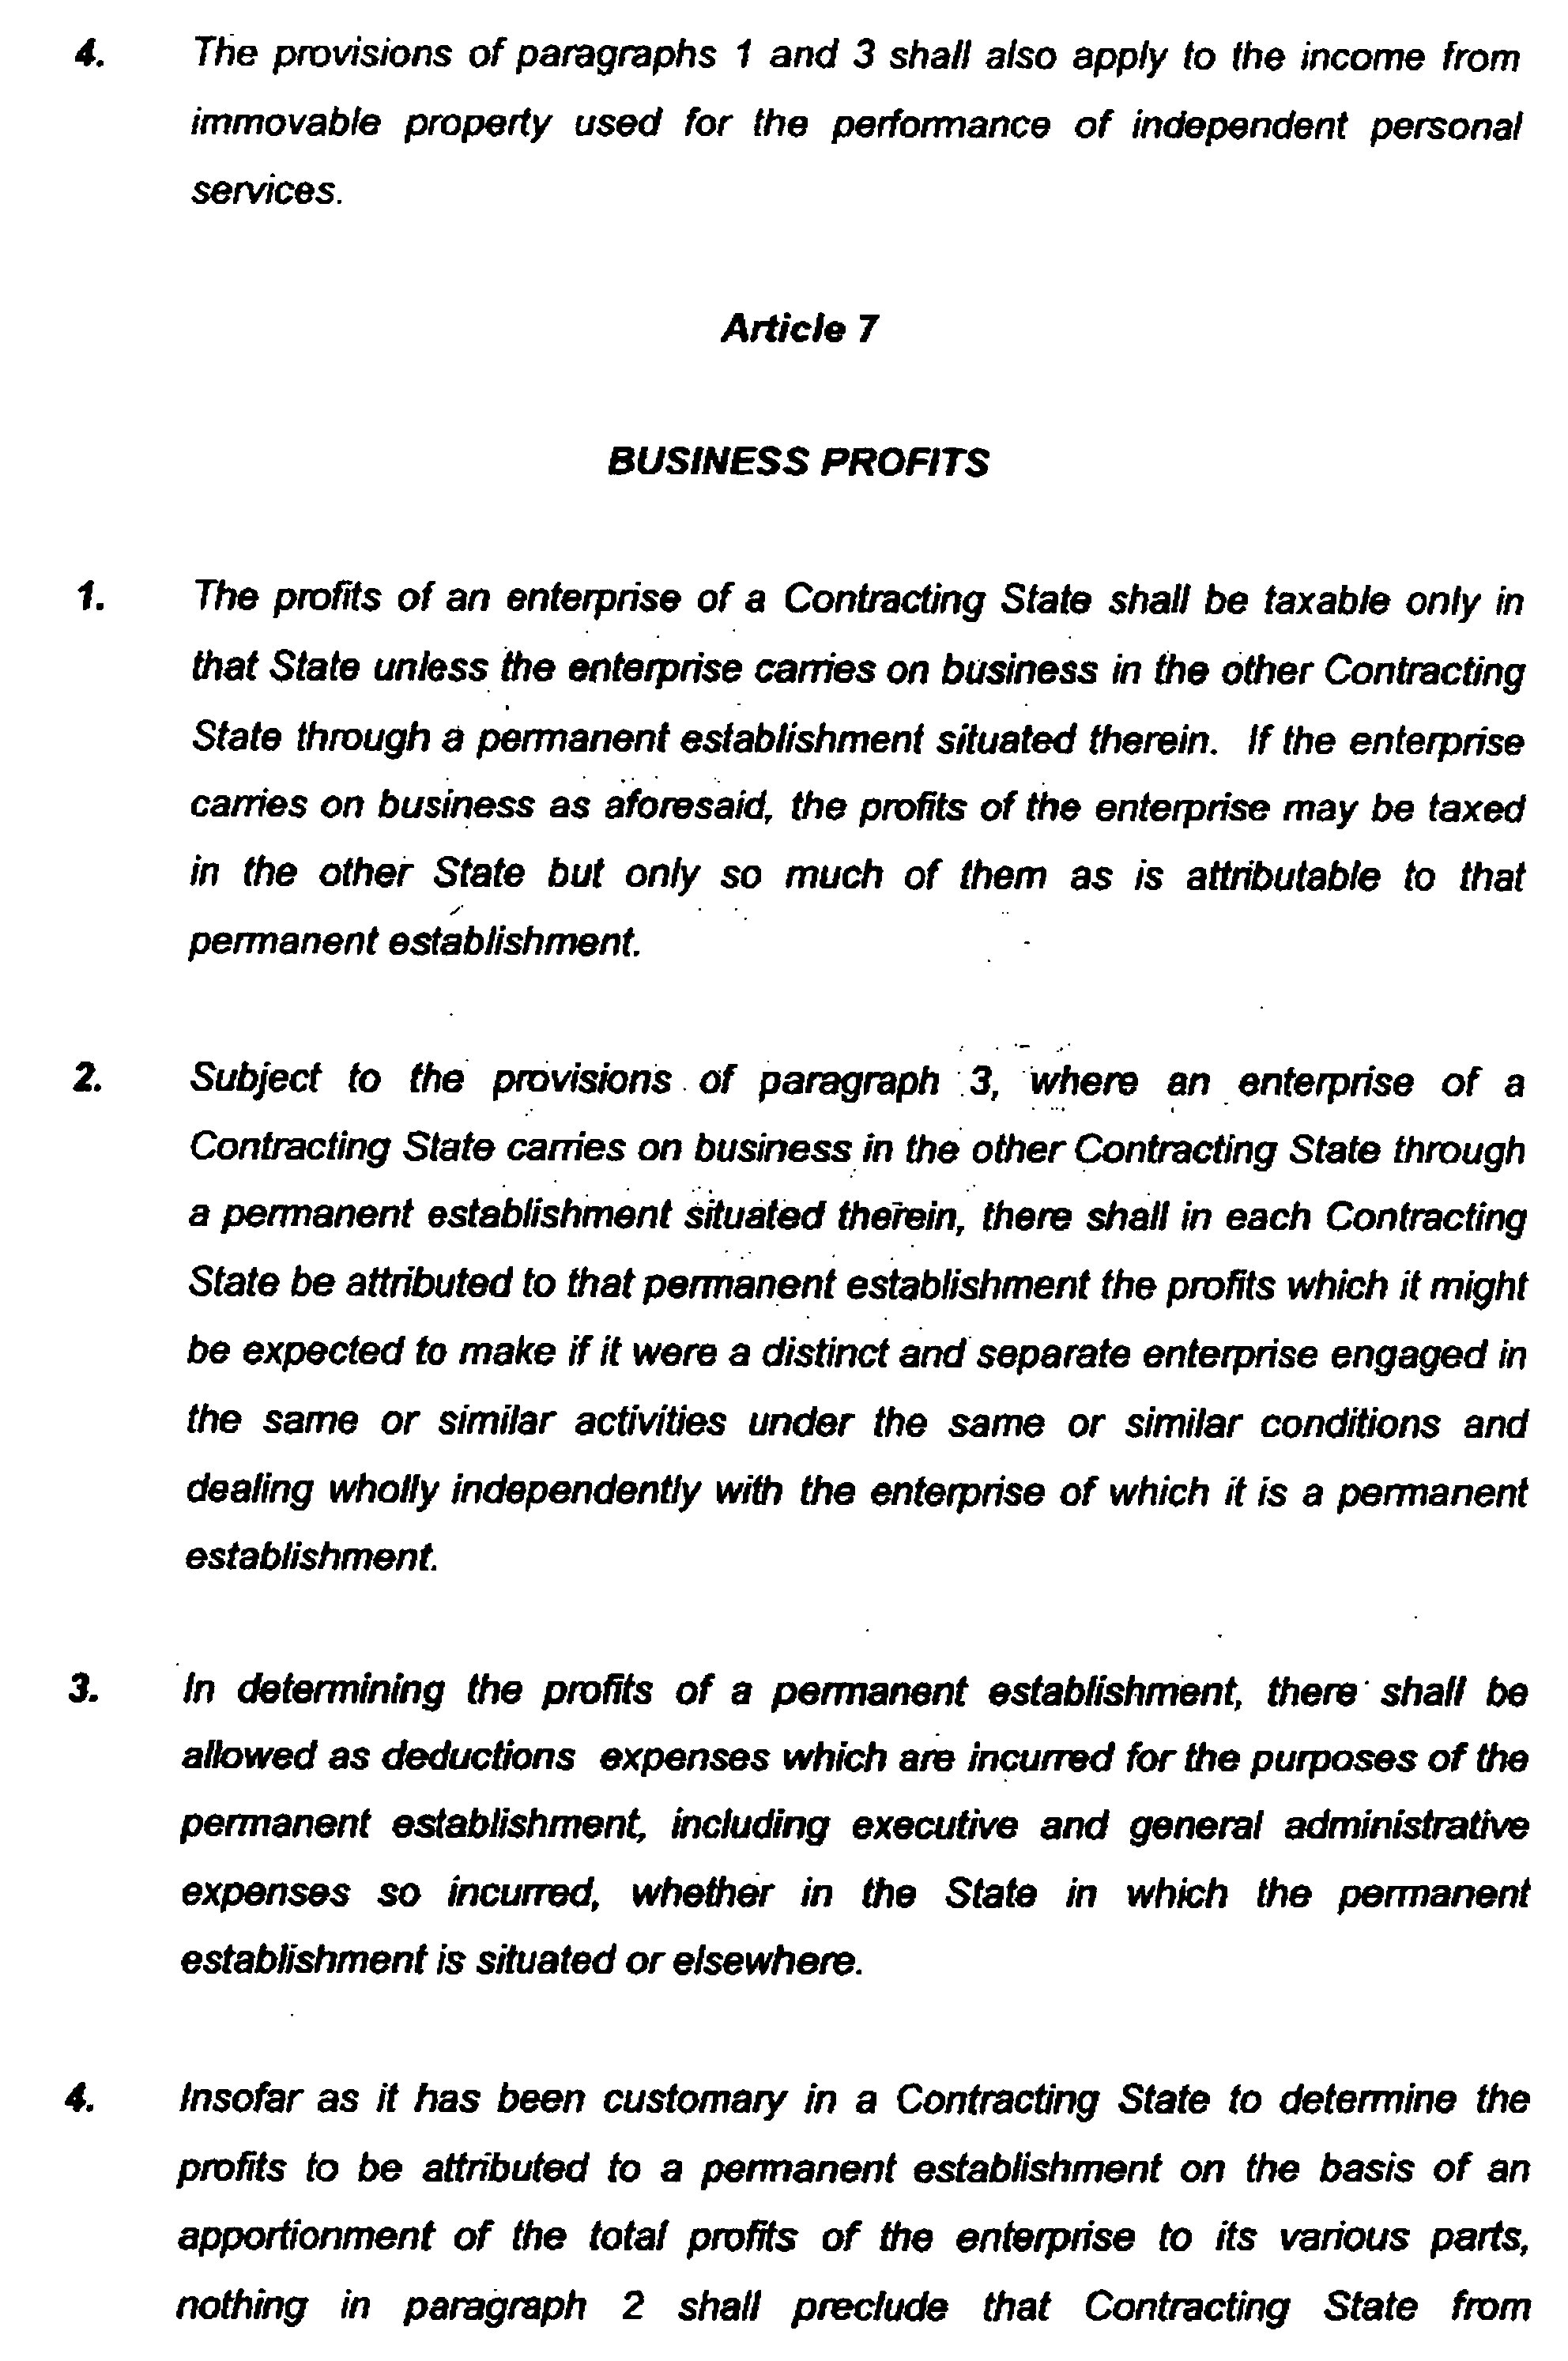 4. The provisions of paragraphs 1 and 3 shall also apply to the income from
immovable property used for the performance of independent personal
services.
Article 7
BUSINESS PROFITS
1. The profits of an enterprise of a Contracting State shall be taxable only in
that State unless the enterprise carries on business in the other Contracting
State through a permanent establishment situated therein. If the enterprise
carries on business as aforesaid, the profits of the enterprise may be taxed
in the other State but only so much of them as is attributable to that
permanent establishment.
2. Subject to the provisions of paragraph 3, where an enterprise of a
Contracting State carries on business in the other Contracting State through
a permanent establishment situated therein, there shall in each Contracting
State be attributed to that permanent establishment the profits which it might
be expected to make if it were a distinct and separate enterprise engaged in
the same or similar activities under the same or similar conditions and
dealing wholly independently with the enterprise of which it is a permanent
establishment.
3. In determining the profits of a permanent establishment, there shall be
allowed as deductions expenses which are incurred for the purposes of the
permanent establishment, including executive and general administrative
expenses so incurred, whether in the State in which the permanent
establishment is situated or elsewhere.
4. Insofar as it has been customary in a Contracting State to determine the
profits to be attributed to a permanent establishment on the basis of an
apportionment of the total profits of the enterprise to its various parts,
nothing in paragraph 2 shall preclude that Contracting State from